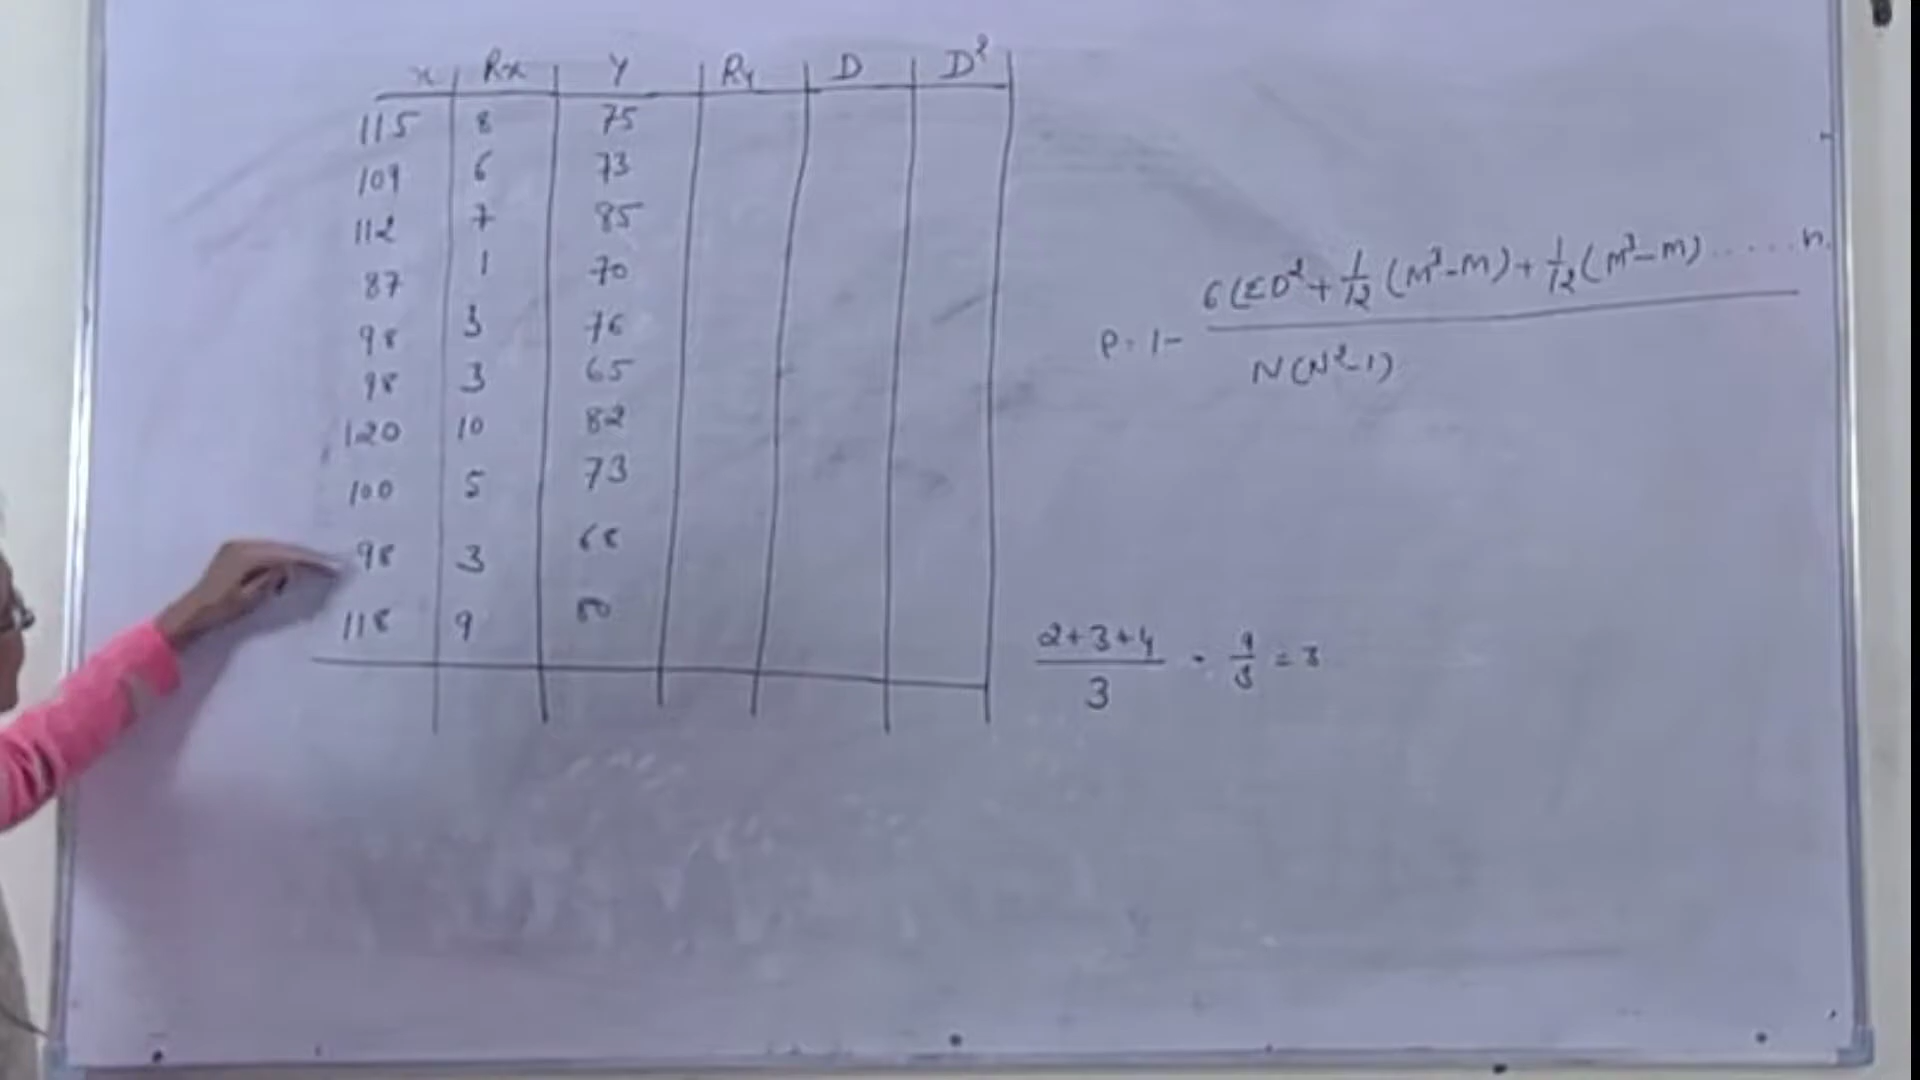 x Rx Y Ry D D²
115 8 75
109 6 73
112 7 85
87 1 70
98 3 76
98 3 65
120 10 82
100 5 73
98 3 68
118 9 80
P = 1 - 6(ΣD² + 1/12 (m³-m) + 1/12 (m³-m) ..... n.
N(N²-1)
2+3+4 / 3 = 9/3 = 3